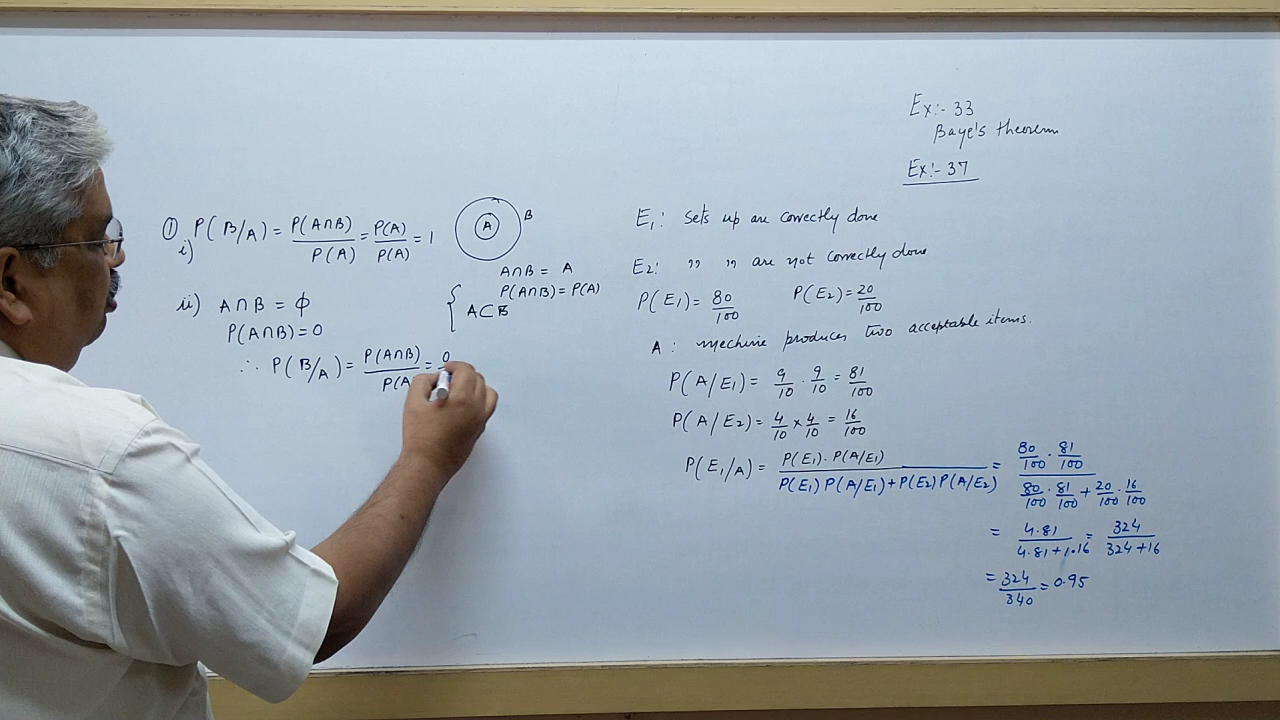 Ex:- 33
Baye's theorem
Ex:- 37
① i) P(B/A) = P(A∩B)/P(A) = P(A)/P(A) = 1
A B
A∩B = A
P(A∩B) = P(A)
{ A⊂B
ii) A∩B = ϕ
P(A∩B) = 0
∴ P(B/A) = P(A∩B)/P(A = 0
E₁: Sets up are correctly done
E₂: ,, ,, are not correctly done
P(E₁) = 80/100 P(E₂) = 20/100
A: Mechine produces two acceptable items.
P(A/E₁) = 9/10 · 9/10 = 81/100
P(A/E₂) = 4/10 × 4/10 = 16/100
P(E₁/A) = P(E₁)·P(A/E₁) / P(E₁)P(A/E₁)+P(E₂)P(A/E₂) = 80/100 · 81/100 / 80/100 · 81/100 + 20/100 · 16/100
= 4.81/4.81+1.16 = 324/324+16
= 324/340 = 0.95